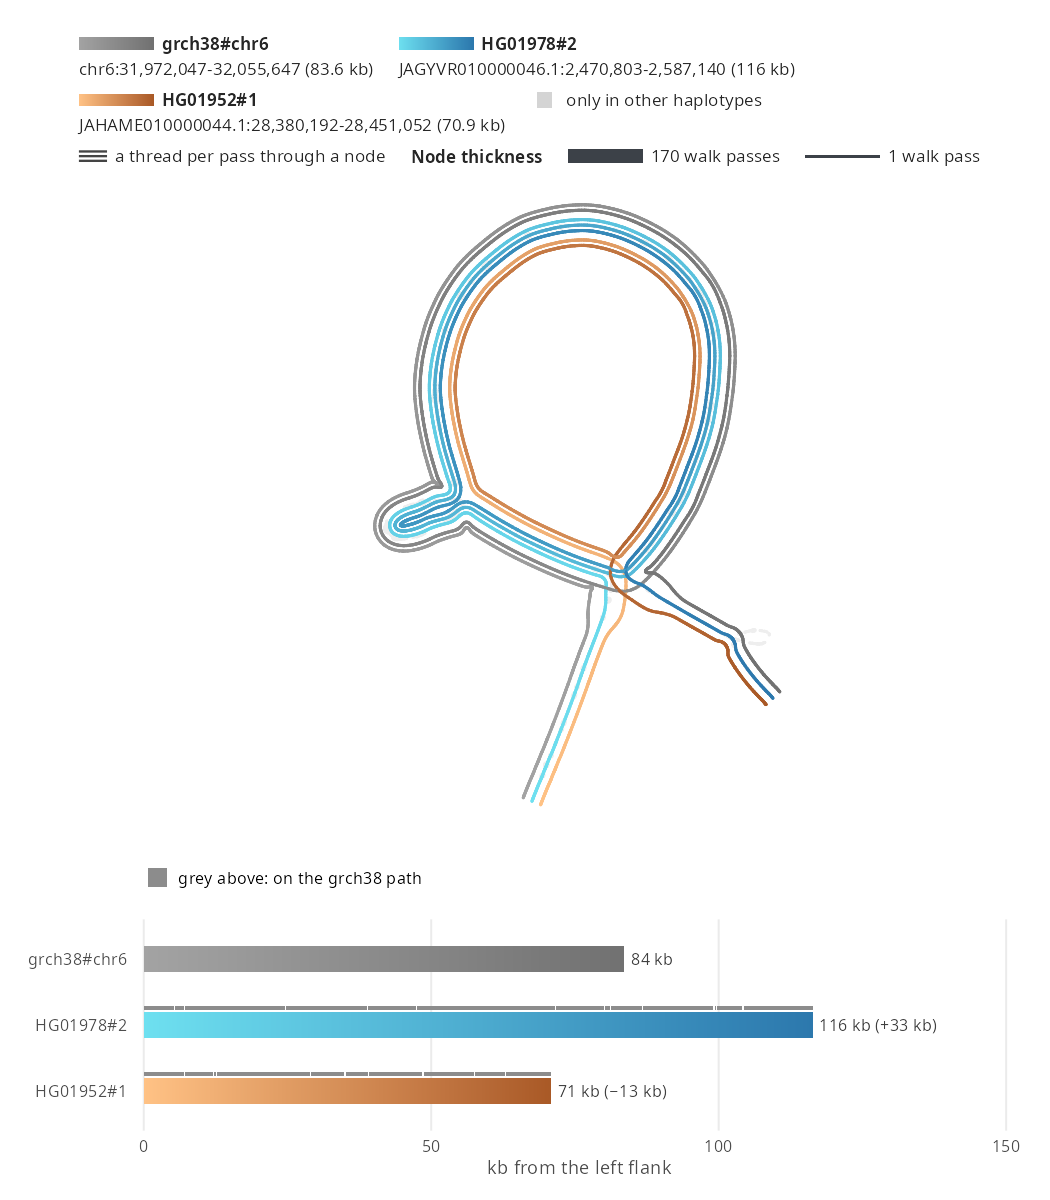 grch38#chr6
chr6:31,972,047-32,055,647 (83.6 kb)
HG01978#2
JAGYVR010000046.1:2,470,803-2,587,140 (116 kb)
HG01952#1
JAHAME010000044.1:28,380,192-28,451,052 (70.9 kb)
only in other haplotypes
a thread per pass through a node
Node thickness
170 walk passes
1 walk pass
grey above: on the grch38 path
grch38#chr6
84 kb
HG01978#2
116 kb (+33 kb)
HG01952#1
71 kb (−13 kb)
0
50
100
150
kb from the left flank